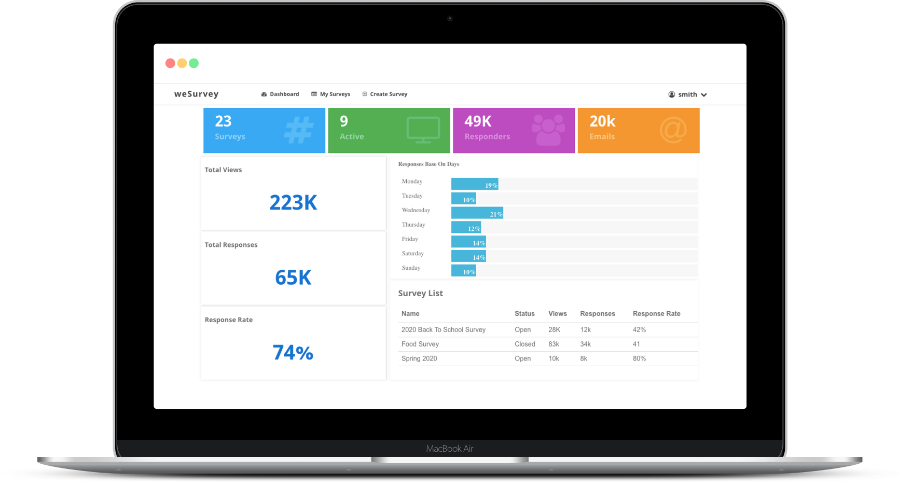 weSurvey Dashboard My Surveys Create Survey smith
23 9 49K 20k
Surveys Active Responders Emails
Total Views
223K
Total Responses
65K
Response Rate
74%
Responses Base On Days
Monday 19%
Tuesday 10%
Wednesday 21%
Thursday 12%
Friday 14%
Saturday 14%
Sunday 10%
Survey List
Name Status Views Responses Response Rate
2020 Back To School Survey Open 28K 12k 42%
Food Survey Closed 83k 34k 41
Spring 2020 Open 10k 8k 80%
MacBook Air